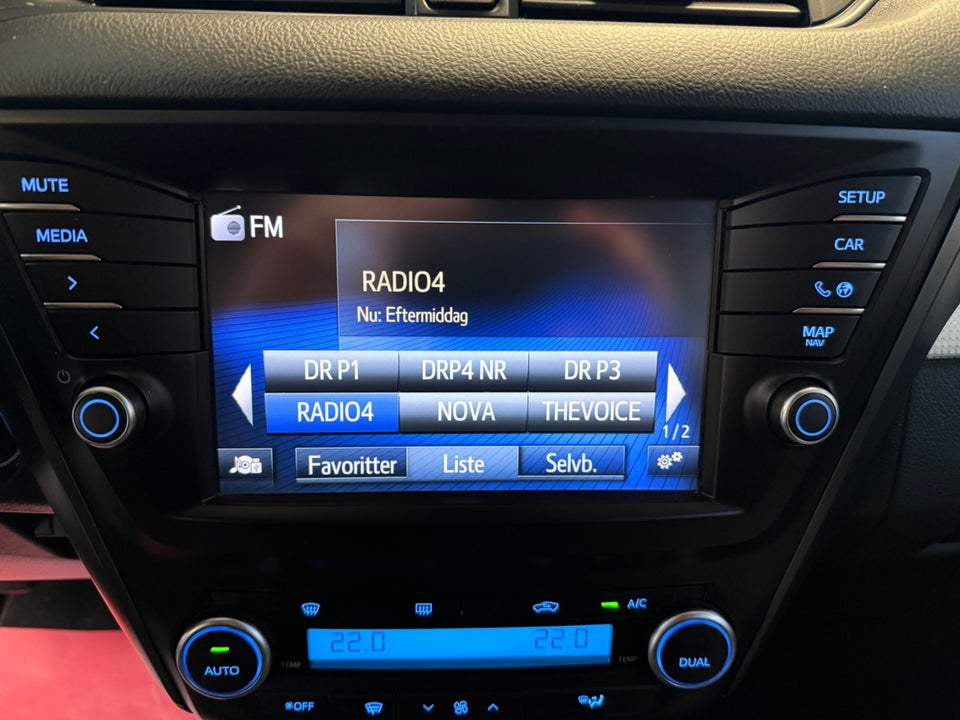 MUTE
MEDIA
SETUP
CAR
MAP
NAV
FM
RADIO4
Nu: Eftermiddag
DR P1 DRP4 NR DR P3
RADIO4 NOVA THEVOICE
1/2
Favoritter Liste Selvb.
A/C
22.0 22.0
TEMP TEMP
AUTO DUAL
OFF